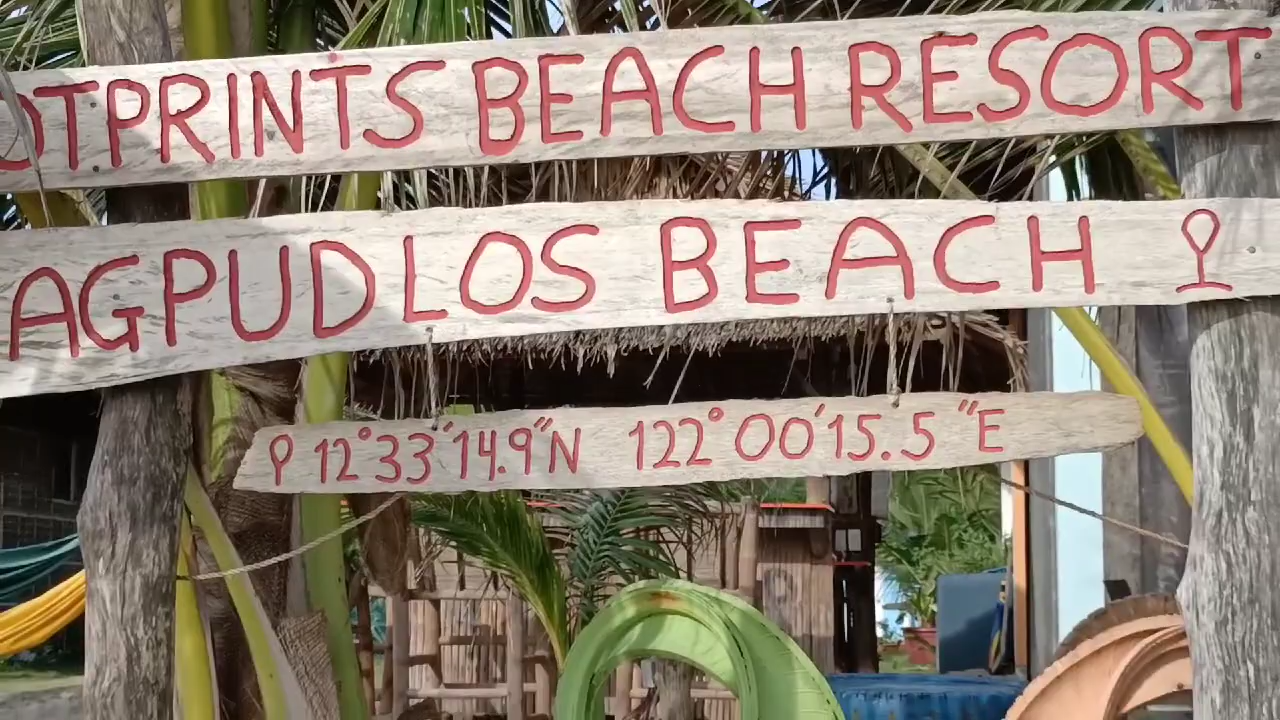 OTPRINTS BEACH RESORT
AGPUDLOS BEACH
12°33´14.9"N 122°00´15.5"E